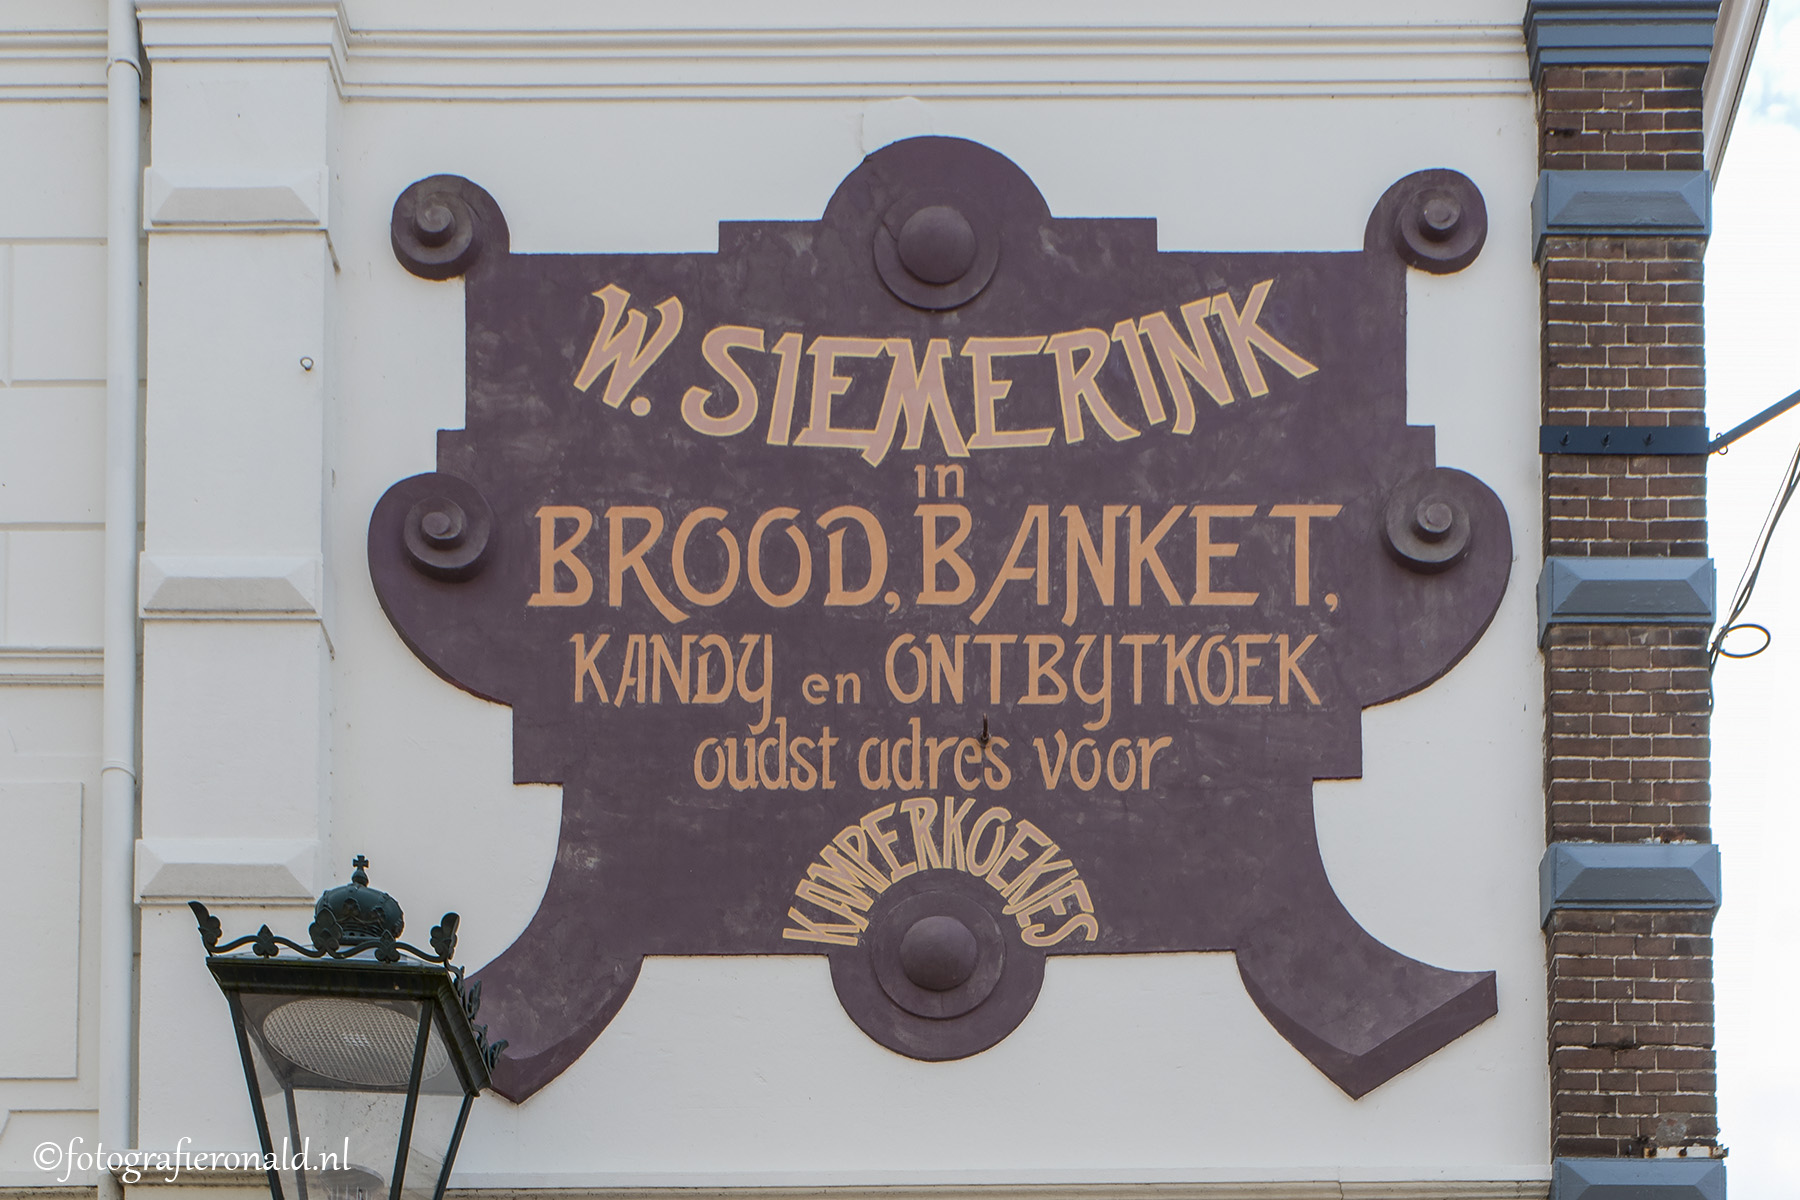 W. SIEMERINK
in
BROOD, BANKET,
KANDY en ONTBYTKOEK
oudst adres voor
KAMPERKOEKJES
©fotografieronald.nl